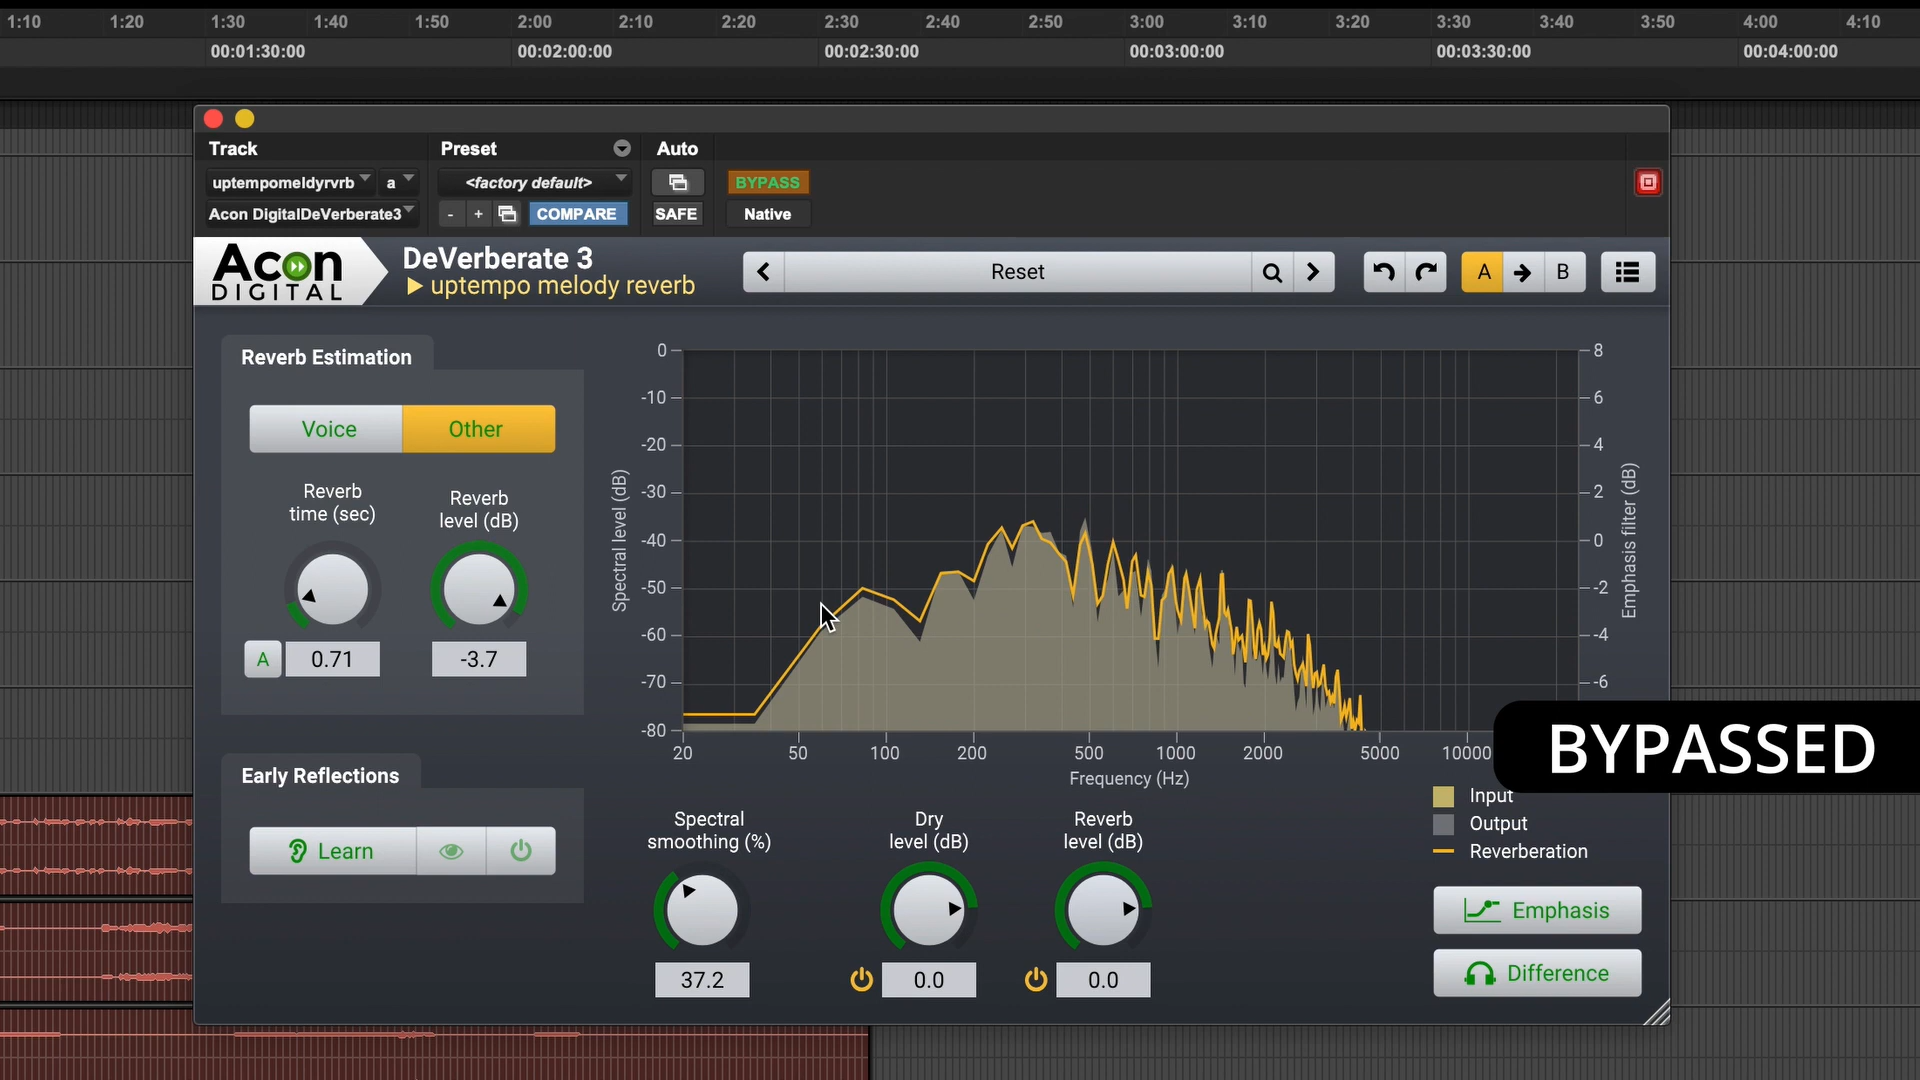 1:10 1:20 1:30 1:40 1:50 2:00 2:10 2:20 2:30 2:40 2:50 3:00 3:10 3:20 3:30 3:40 3:50 4:00 4:10
00:01:30:00 00:02:00:00 00:02:30:00 00:03:00:00 00:03:30:00 00:04:00:00
Track Preset Auto
uptempomeldyrvrb a <factory default> BYPASS
Acon DigitalDeVerberate3 - + COMPARE SAFE Native
Acon
DIGITAL
DeVerberate 3
uptempo melody reverb
Reset
A B
Reverb Estimation
Voice Other
Reverb
time (sec)
Reverb
level (dB)
A 0.71 -3.7
Early Reflections
Learn
Spectral level (dB)
0
-10
-20
-30
-40
-50
-60
-70
-80
8
6
4
2
0
-2
-4
-6
Emphasis filter (dB)
20 50 100 200 500 1000 2000 5000 10000
Frequency (Hz)
BYPASSED
Spectral
smoothing (%)
37.2
Dry
level (dB)
0.0
Reverb
level (dB)
0.0
Input
Output
Reverberation
Emphasis
Difference